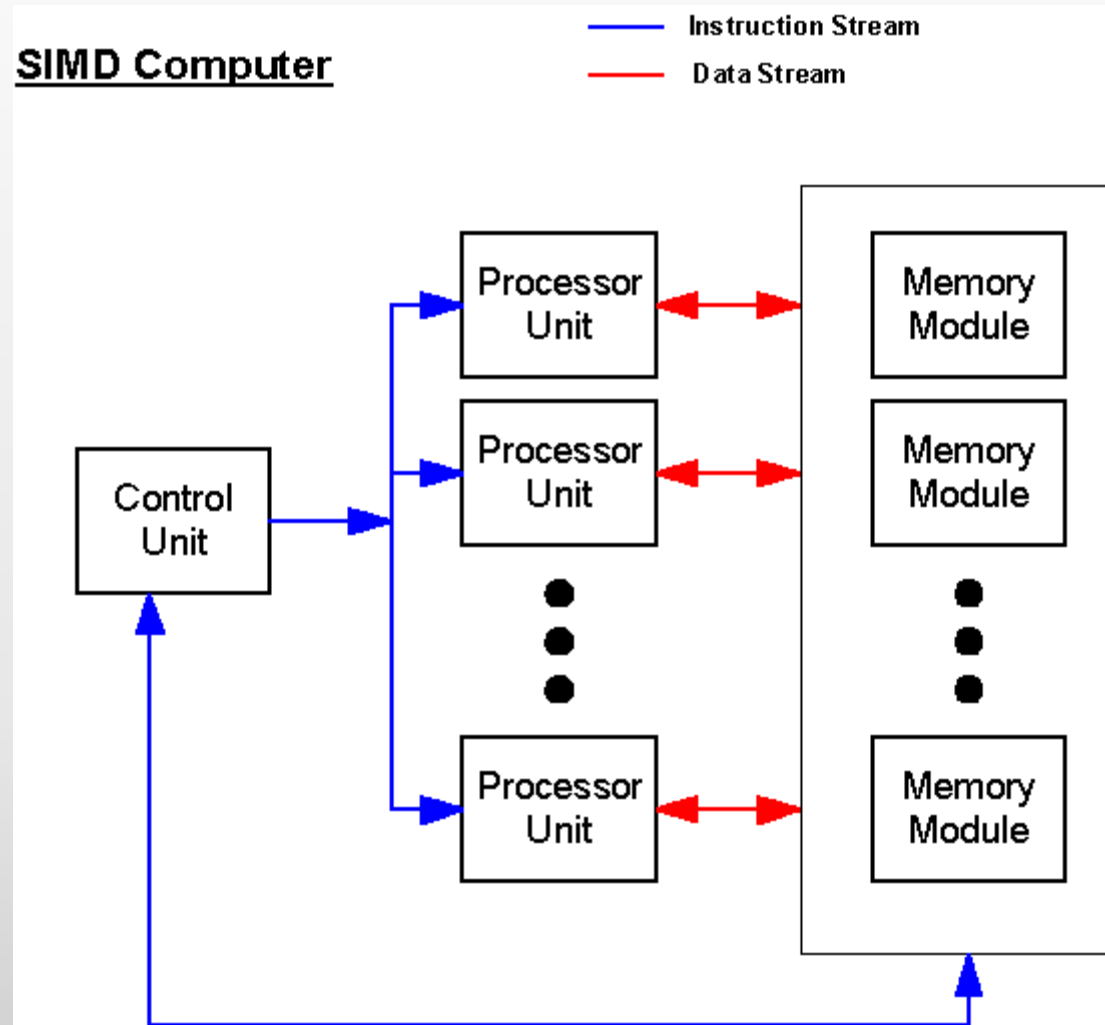 SIMD Computer
Instruction Stream
Data Stream
Processor
Unit
Memory
Module
Processor
Unit
Memory
Module
Control
Unit
Processor
Unit
Memory
Module